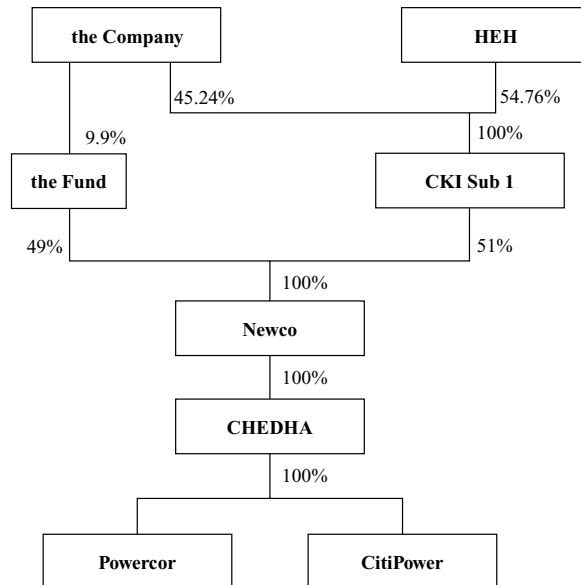 the Company
HEH
45.24%
54.76%
9.9%
100%
the Fund
CKI Sub 1
49%
51%
100%
Newco
100%
CHEDHA
100%
Powercor
CitiPower